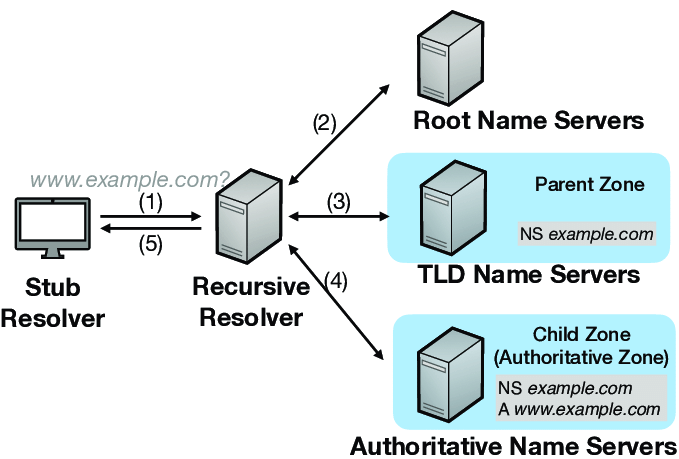 Root Name Servers
(2)
www.example.com?
(1)
(3)
(5)
Parent Zone
NS example.com
TLD Name Servers
Stub
Resolver
Recursive
Resolver
(4)
Child Zone
(Authoritative Zone)
NS example.com
A www.example.com
Authoritative Name Servers